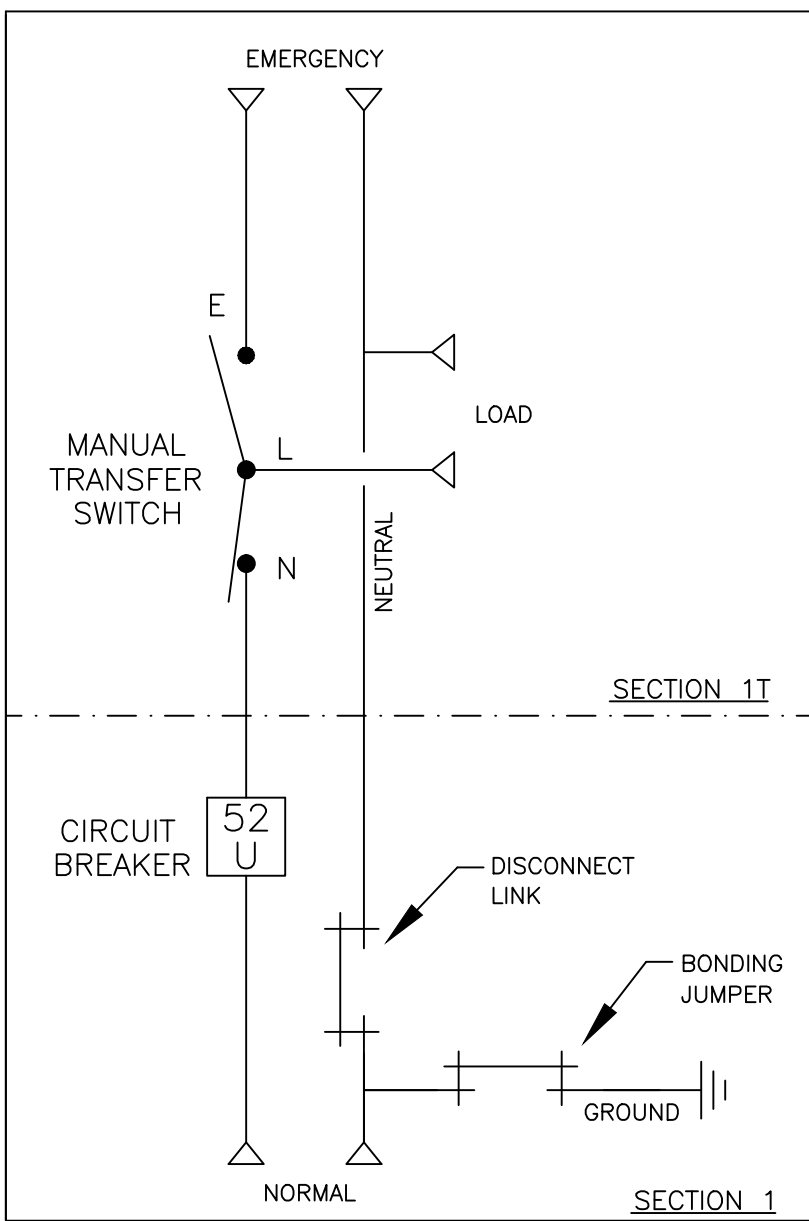 EMERGENCY
E
LOAD
MANUAL
TRANSFER
SWITCH
L
N
NEUTRAL
SECTION 1T
52
U
CIRCUIT
BREAKER
DISCONNECT
LINK
BONDING
JUMPER
GROUND
NORMAL
SECTION 1